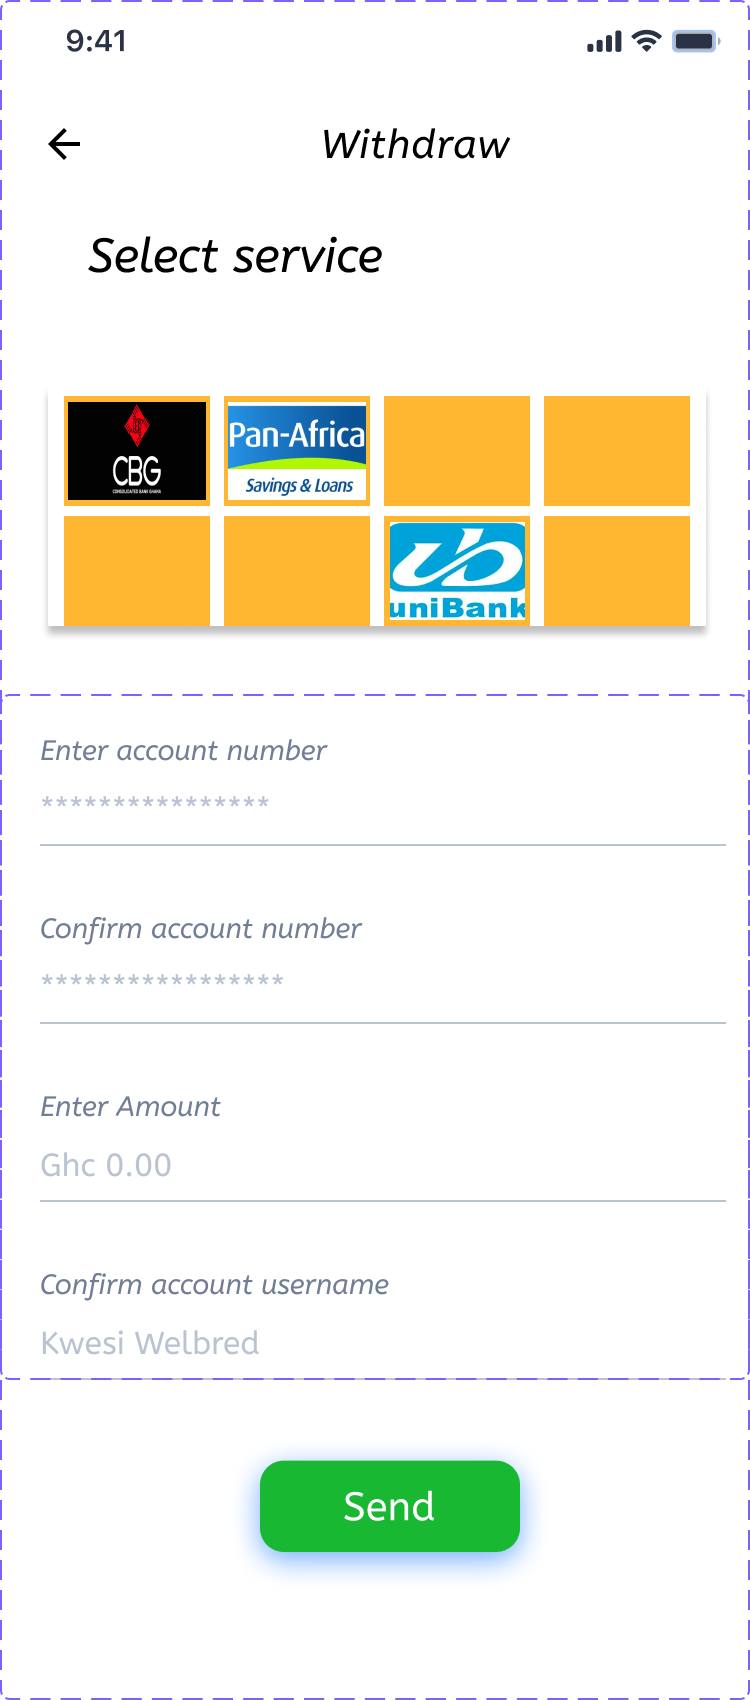 9:41
Withdraw
Select service
CBG
CONSOLIDATED BANK GHANA
Pan-Africa
Savings & Loans
uniBank
Enter account number
****************
Confirm account number
*****************
Enter Amount
Ghc 0.00
Confirm account username
Kwesi Welbred
Send